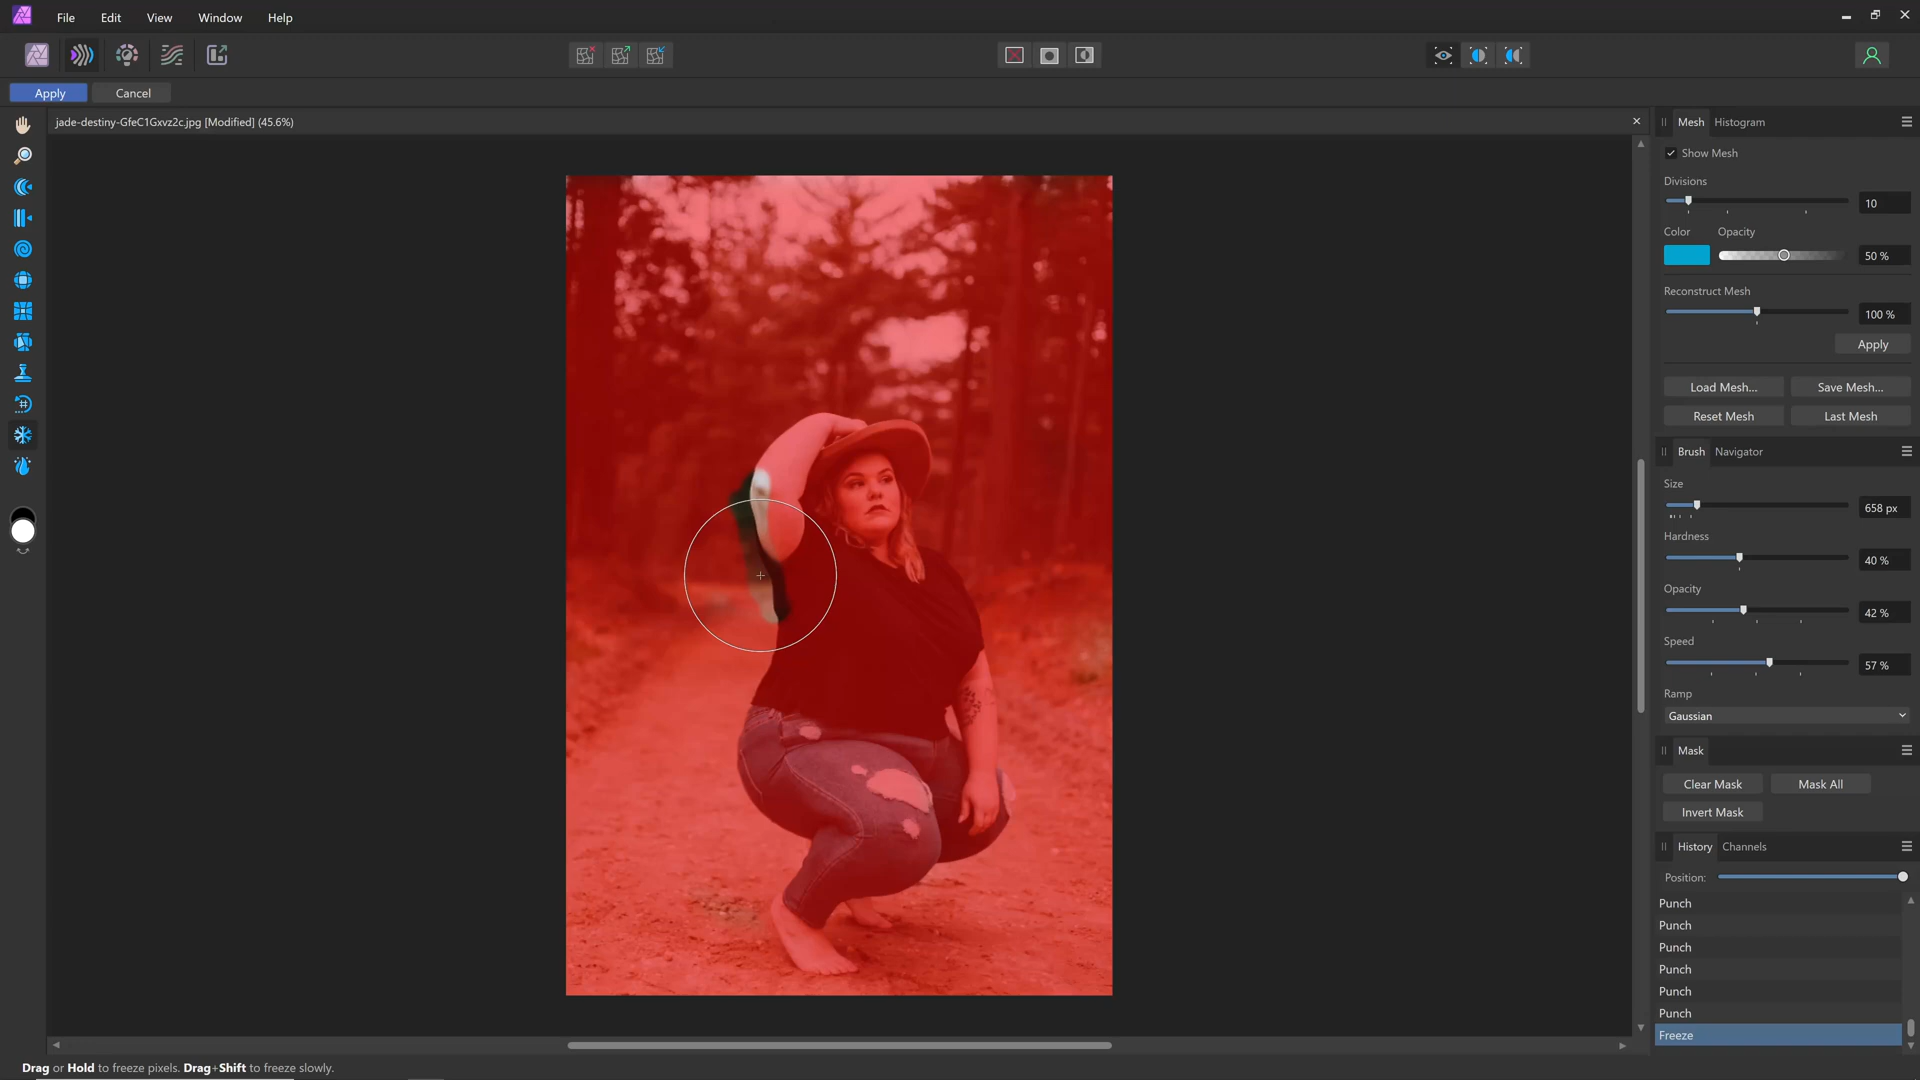 File Edit View Window Help
Apply Cancel
jade-destiny-GfeC1Gxvz2c.jpg [Modified] (45.6%)
Mesh Histogram
Show Mesh
Divisions
10
Color Opacity
50 %
Reconstruct Mesh
100 %
Apply
Load Mesh... Save Mesh...
Reset Mesh Last Mesh
Brush Navigator
Size
658 px
Hardness
40 %
Opacity
42 %
Speed
57 %
Ramp
Gaussian
Mask
Clear Mask Mask All
Invert Mask
History Channels
Position:
Punch
Punch
Punch
Punch
Punch
Punch
Freeze
Drag or Hold to freeze pixels. Drag+Shift to freeze slowly.